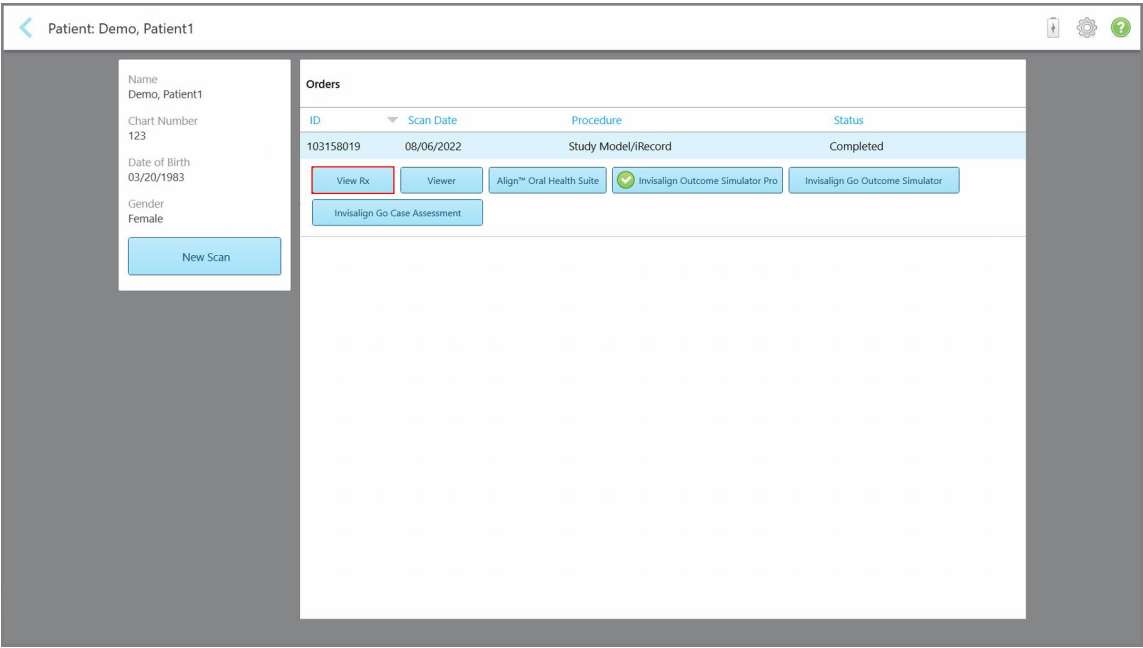 Patient: Demo, Patient1
?
Name
Demo, Patient1
Chart Number
123
Date of Birth
03/20/1983
Gender
Female
New Scan
Orders
ID Scan Date Procedure Status
103158019 08/06/2022 Study Model/iRecord Completed
View Rx Viewer Align™ Oral Health Suite Invisalign Outcome Simulator Pro Invisalign Go Outcome Simulator
Invisalign Go Case Assessment